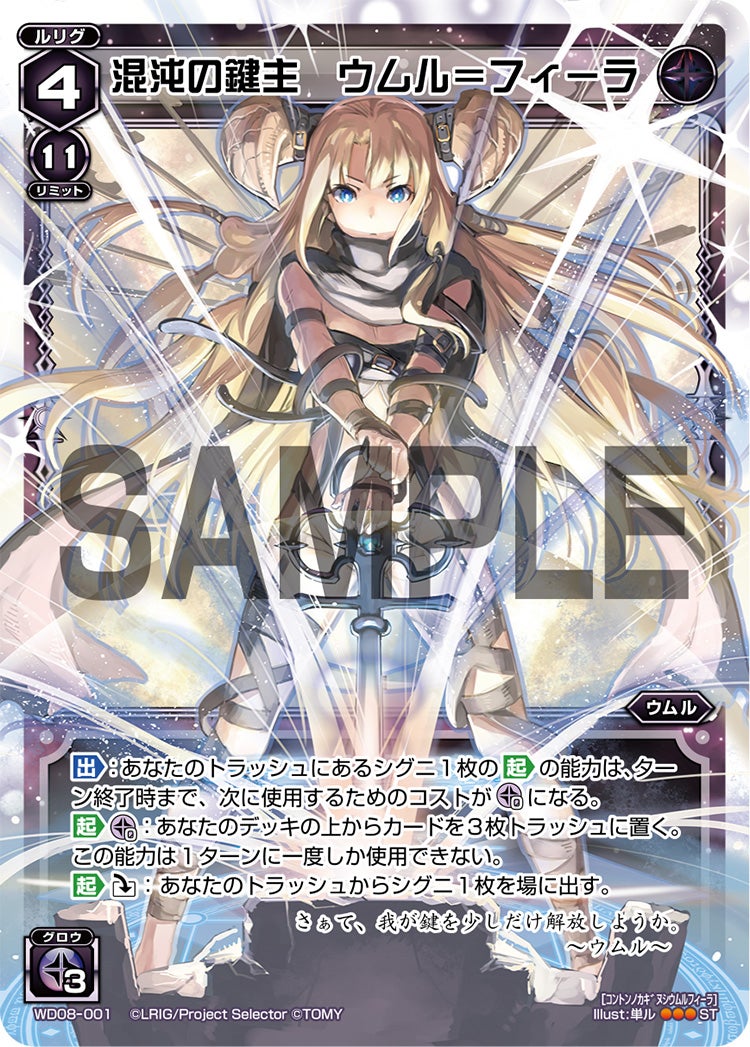 ルリグ
4
混沌の鍵主 ウムル=フィーラ
11
リミット
SAMPLE
ウムル
出:あなたのトラッシュにあるシグニ1枚の起の能力は、ター
ン終了時まで、次に使用するためのコストが0になる。
起0:あなたのデッキの上からカードを3枚トラッシュに置く。
この能力は1ターンに一度しか使用できない。
起:あなたのトラッシュからシグニ1枚を場に出す。
さぁて、我が鍵を少しだけ解放しようか。
~ウムル~
グロウ
3
[コントンノカギヌシウムルフィーラ]
WD08-001 ©LRIG/Project Selector ©TOMY Illust:単ル ST